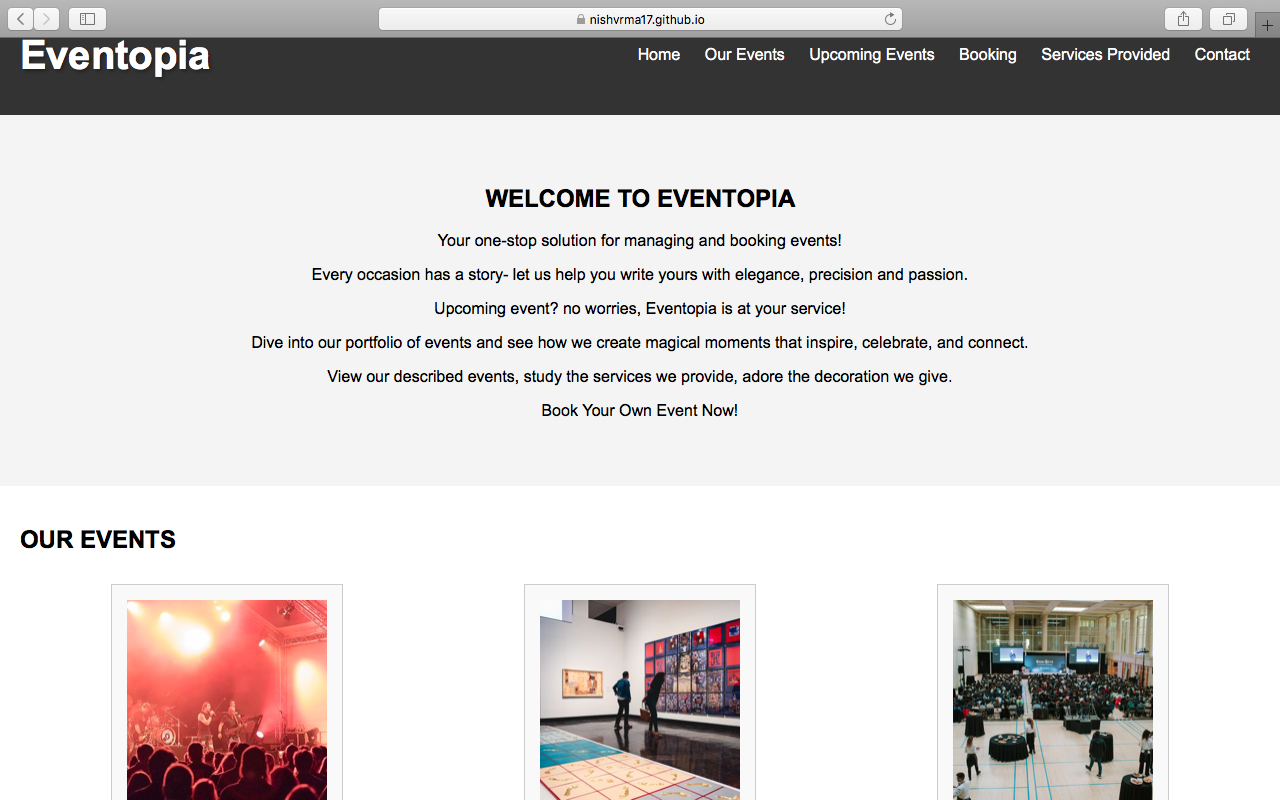 nishvrma17.github.io
Eventopia
Home Our Events Upcoming Events Booking Services Provided Contact
WELCOME TO EVENTOPIA
Your one-stop solution for managing and booking events!
Every occasion has a story- let us help you write yours with elegance, precision and passion.
Upcoming event? no worries, Eventopia is at your service!
Dive into our portfolio of events and see how we create magical moments that inspire, celebrate, and connect.
View our described events, study the services we provide, adore the decoration we give.
Book Your Own Event Now!
OUR EVENTS